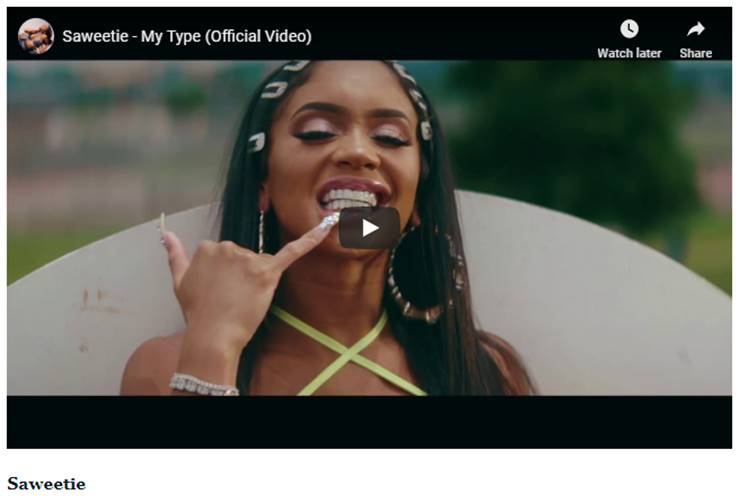 Saweetie - My Type (Official Video)
Watch later
Share
Saweetie